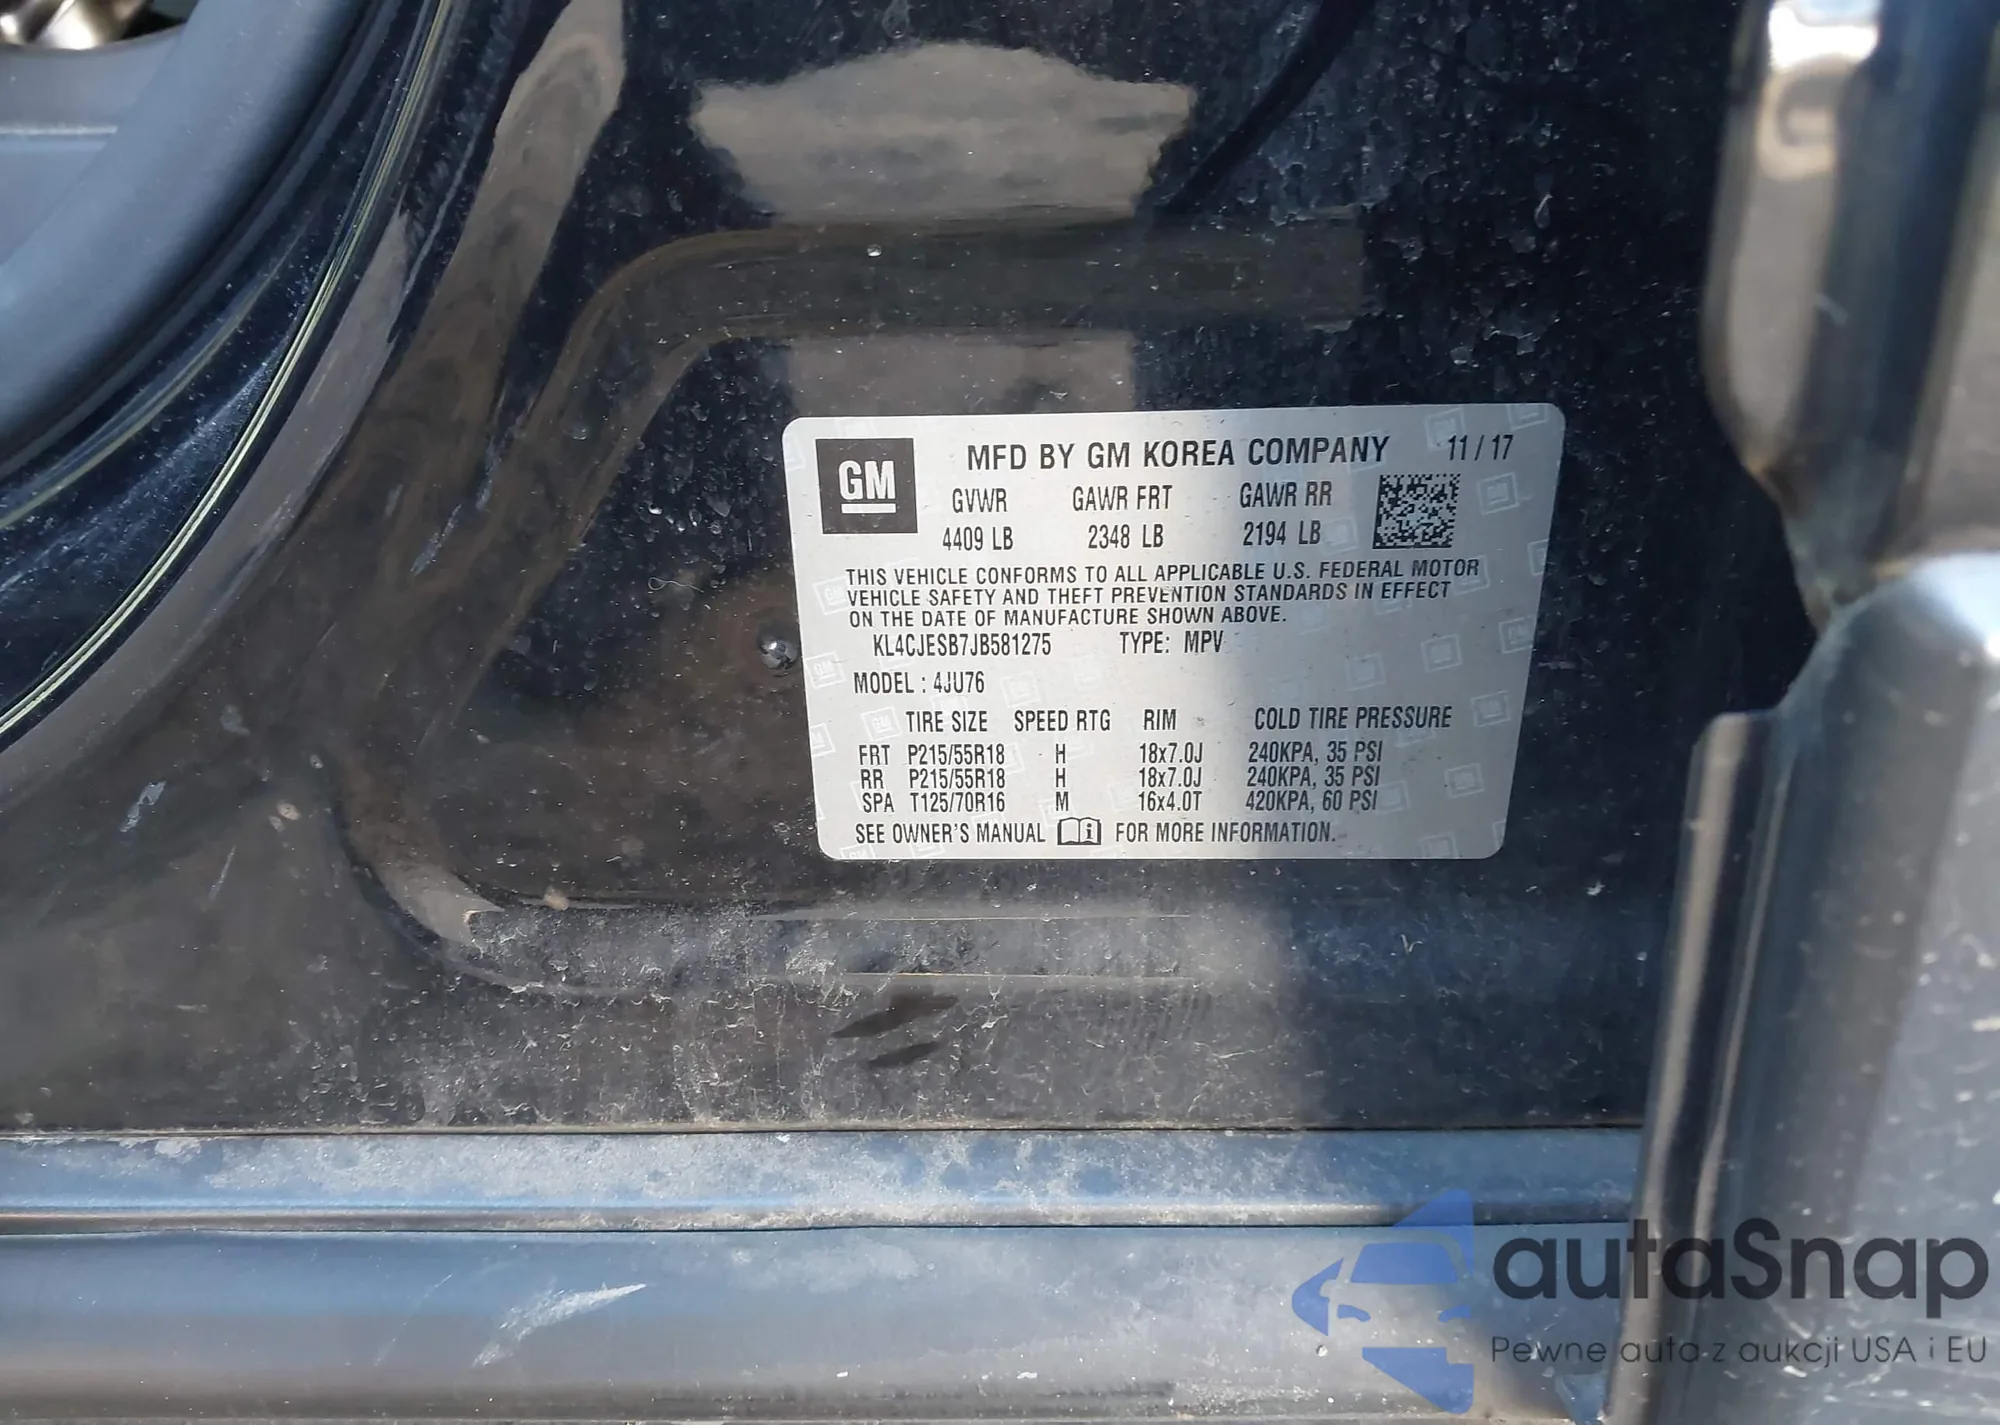 GM
MFD BY GM KOREA COMPANY 11 / 17
GVWR GAWR FRT GAWR RR
4409 LB 2348 LB 2194 LB
THIS VEHICLE CONFORMS TO ALL APPLICABLE U.S. FEDERAL MOTOR
VEHICLE SAFETY AND THEFT PREVENTION STANDARDS IN EFFECT
ON THE DATE OF MANUFACTURE SHOWN ABOVE.
KL4CJESB7JB581275 TYPE: MPV
MODEL : 4JU76
TIRE SIZE SPEED RTG RIM COLD TIRE PRESSURE
FRT P215/55R18 H 18x7.0J 240KPA, 35 PSI
RR P215/55R18 H 18x7.0J 240KPA, 35 PSI
SPA T125/70R16 M 16x4.0T 420KPA, 60 PSI
SEE OWNER'S MANUAL FOR MORE INFORMATION.
autaSnap
Pewne auta z aukcji USA i EU